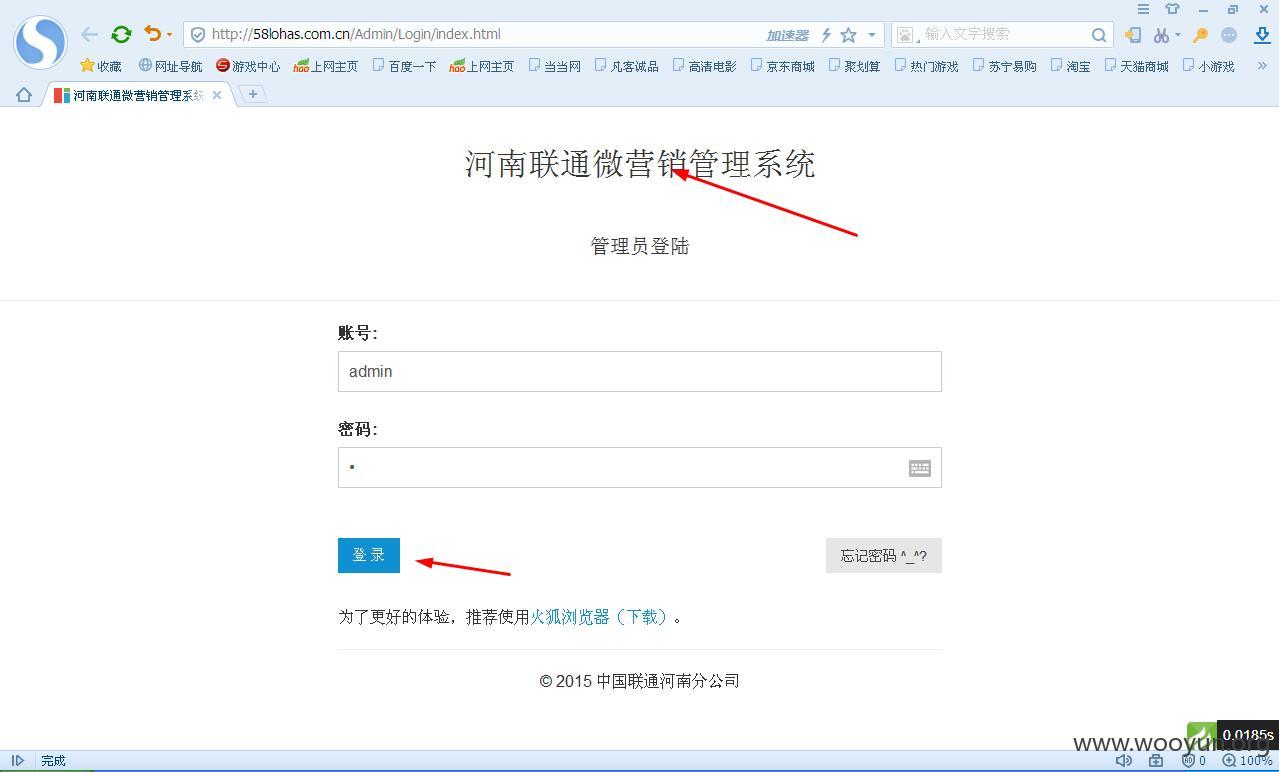 http://58lohas.com.cn/Admin/Login/index.html
加速器
输入文字搜索
收藏 网址导航 游戏中心 hao上网主页 百度一下 hao上网主页 当当网 凡客诚品 高清电影 京东商城 聚划算 热门游戏 苏宁易购 淘宝 天猫商城 小游戏 »
河南联通微营销管理系统
河南联通微营销管理系统
管理员登陆
账号：
admin
密码：
•
登 录
忘记密码 ^_^?
为了更好的体验，推荐使用火狐浏览器（下载）。
© 2015 中国联通河南分公司
0.0185s
www.wooyun.org
完成
0
100%